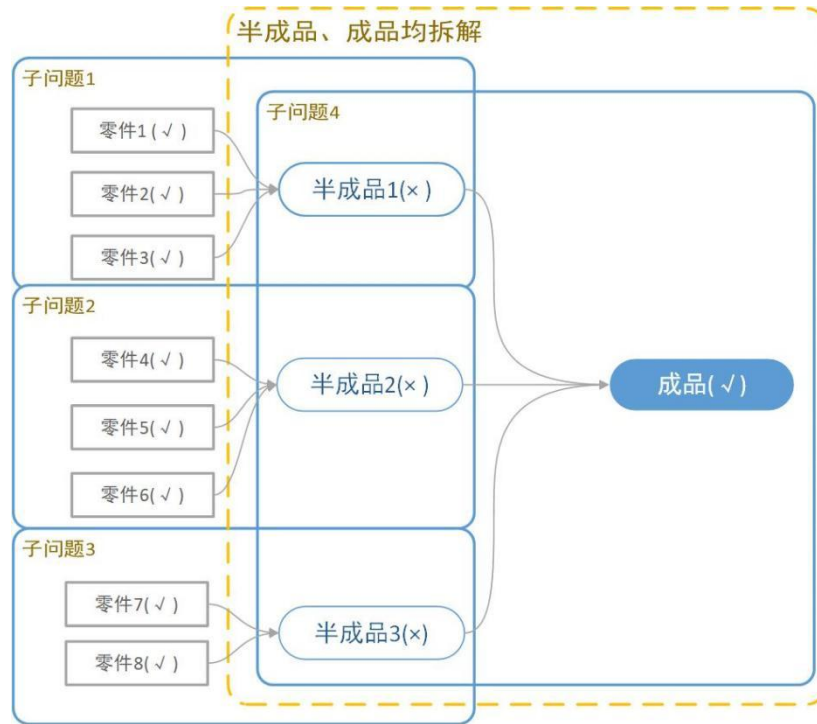 半成品、成品均拆解
子问题1
零件1 ( √ )
零件2( √ )
零件3( √ )
子问题4
半成品1(× )
子问题2
零件4( √ )
零件5( √ )
零件6( √ )
半成品2(× )
成品( √ )
子问题3
零件7( √ )
零件8( √ )
半成品3(×)